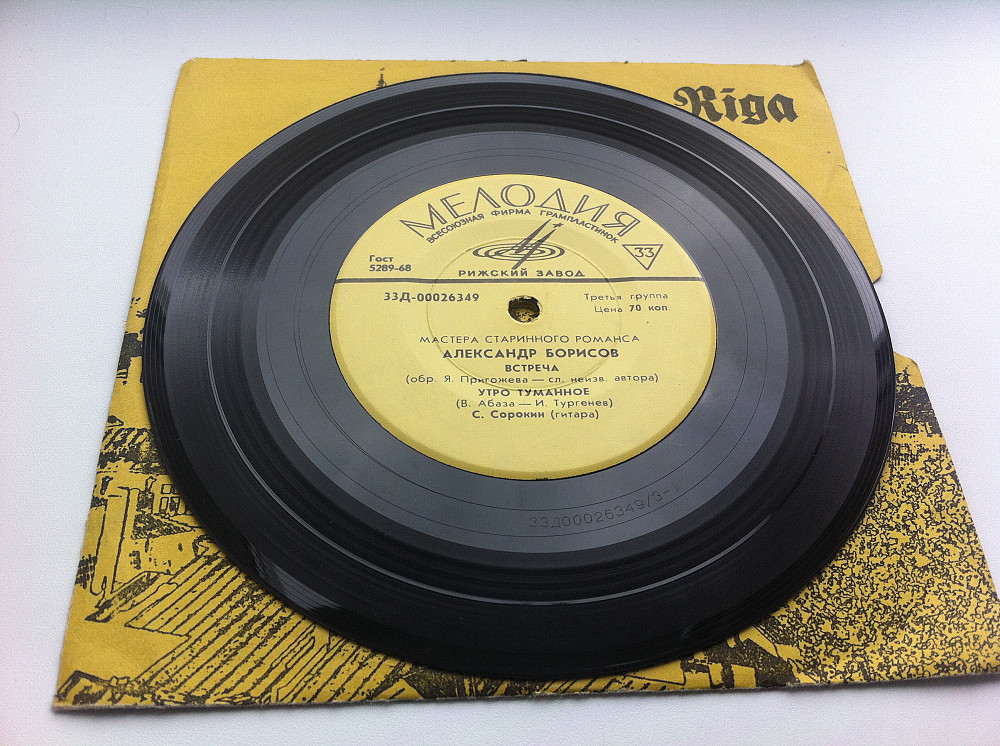 Riga
МЕЛОДИЯ
ВСЕСОЮЗНАЯ ФИРМА ГРАМПЛАСТИНОК
Гост
5289-68
33
РИЖСКИЙ ЗАВОД
33Д-00026349
Третья группа
Цена 70 коп.
МАСТЕРА СТАРИННОГО РОМАНСА
АЛЕКСАНДР БОРИСОВ
ВСТРЕЧА
(обр. Я. Пригожева — сл. неизв. автора)
УТРО ТУМАННОЕ
(В. Абаза — И. Тургенев)
С. Сорокин (гитара)
33Д00026349/3-1